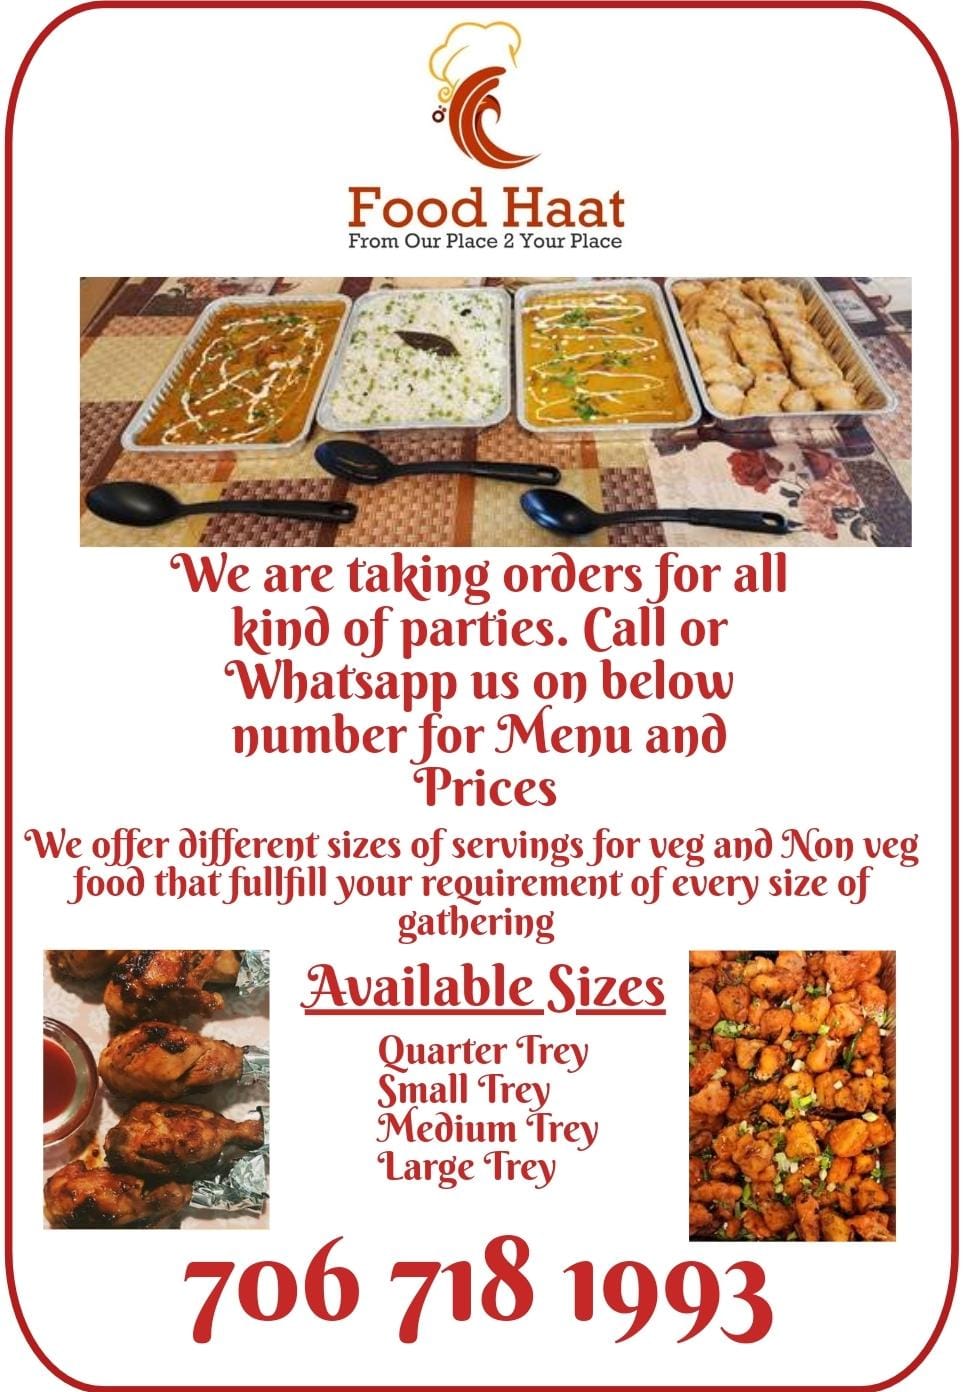 Food Haat
From Our Place 2 Your Place
We are taking orders for all
kind of parties. Call or
Whatsapp us on below
number for Menu and
Prices
We offer different sizes of servings for veg and Non veg
food that fullfill your requirement of every size of
gathering
Available Sizes
Quarter Trey
Small Trey
Medium Trey
Large Trey
706 718 1993